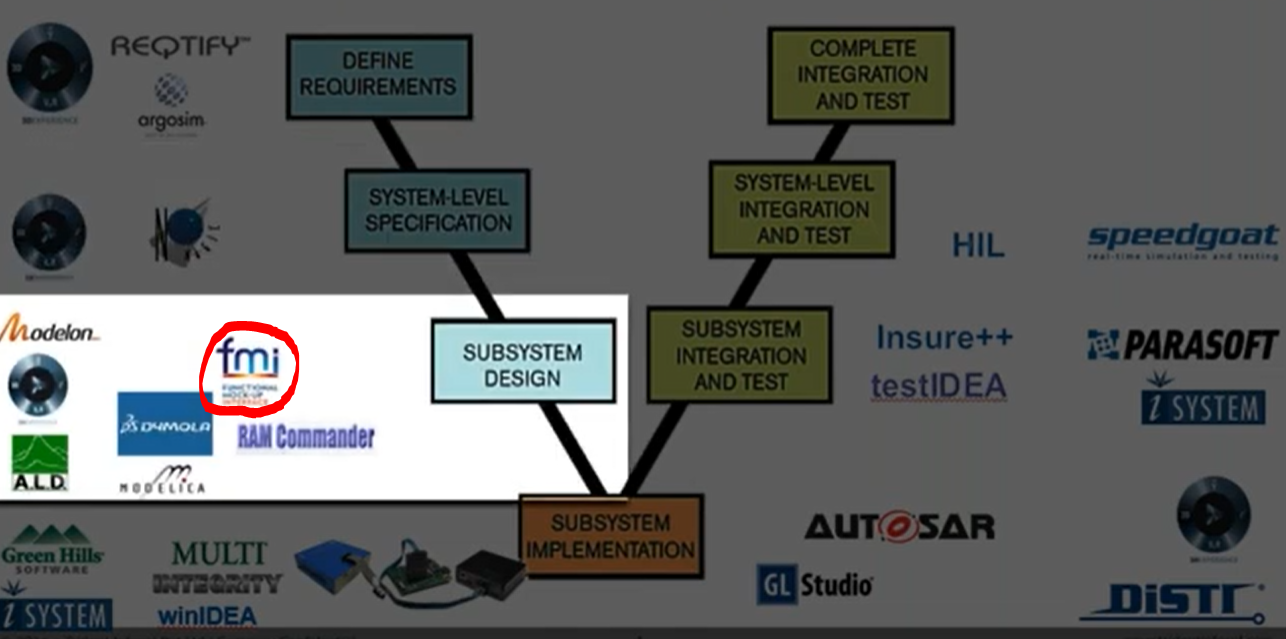 REQTIFY™
argosim
DEFINE
REQUIREMENTS
COMPLETE
INTEGRATION
AND TEST
SYSTEM-LEVEL
SPECIFICATION
SYSTEM-LEVEL
INTEGRATION
AND TEST
HIL
speedgoat
real-time simulation and testing
Modelon
fmi
FUNCTIONAL
MOCK-UP
INTERFACE
SUBSYSTEM
DESIGN
SUBSYSTEM
INTEGRATION
AND TEST
Insure++
PARASOFT
testIDEA
iSYSTEM
DYMOLA
RAM Commander
A.L.D.
MODELICA
SUBSYSTEM
IMPLEMENTATION
AUTOSAR
Green Hills
SOFTWARE
MULTI
INTEGRITY
GL Studio
iSYSTEM
winIDEA
DiSTI